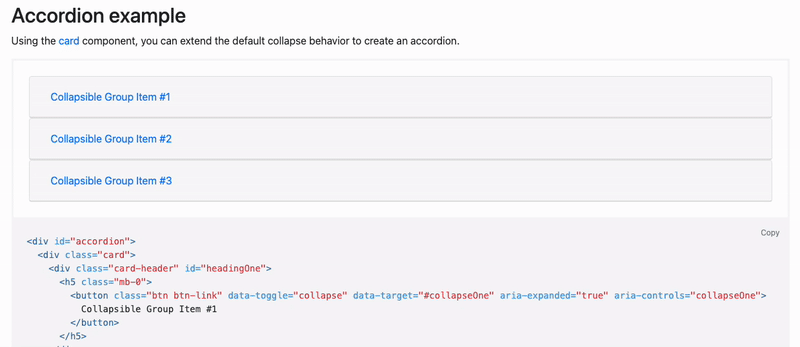 Accordion example
Using the card component, you can extend the default collapse behavior to create an accordion.
Collapsible Group Item #1
Collapsible Group Item #2
Collapsible Group Item #3
Copy
<div id="accordion">
<div class="card">
<div class="card-header" id="headingOne">
<h5 class="mb-0">
<button class="btn btn-link" data-toggle="collapse" data-target="#collapseOne" aria-expanded="true" aria-controls="collapseOne">
Collapsible Group Item #1
</button>
</h5>